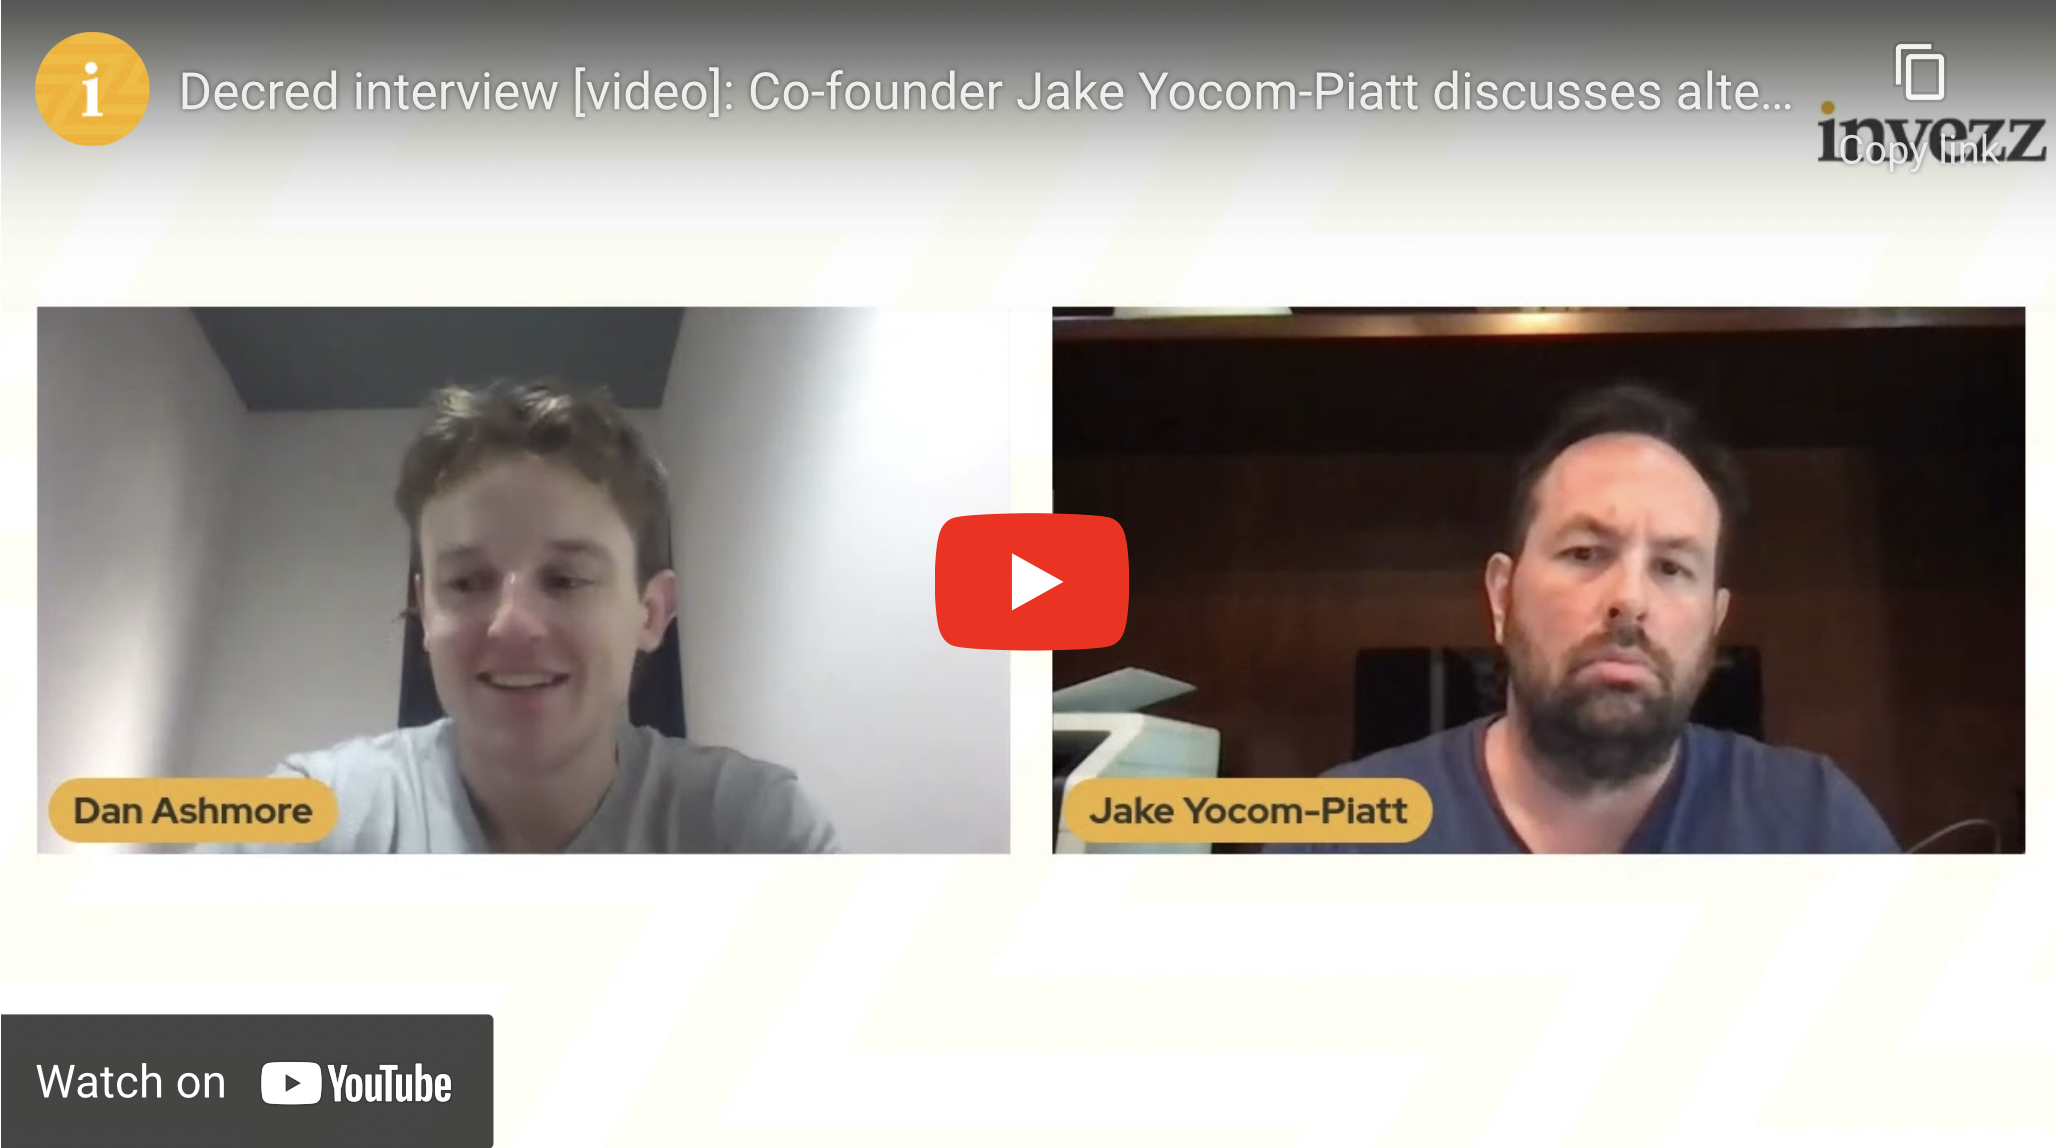 i
Decred interview [video]: Co-founder Jake Yocom-Piatt discusses alte...
invezz
Copy link
Dan Ashmore
Jake Yocom-Piatt
Watch on YouTube